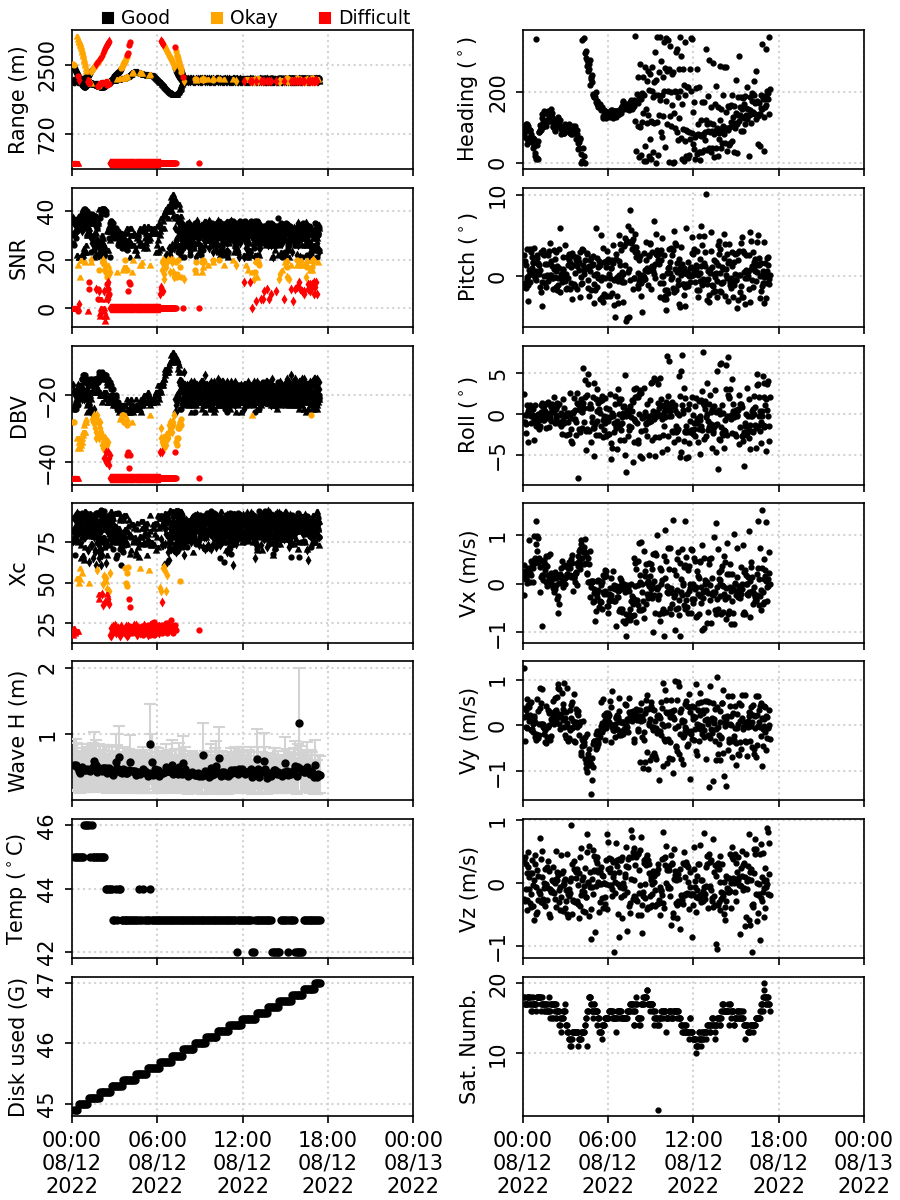 Good Okay Difficult
Range (m)
2500
720
Heading (°)
200
0
SNR
40
20
0
Pitch (°)
10
0
DBV
−20
−40
Roll (°)
5
0
−5
Xc
75
50
25
Vx (m/s)
1
0
−1
Wave H (m)
2
1
Vy (m/s)
1
0
−1
Temp (°C)
46
44
42
Vz (m/s)
1
0
−1
Disk used (G)
47
46
45
Sat. Numb.
20
10
00:00 06:00 12:00 18:00 00:00
08/12 08/12 08/12 08/12 08/13
2022 2022 2022 2022 2022
00:00 06:00 12:00 18:00 00:00
08/12 08/12 08/12 08/12 08/13
2022 2022 2022 2022 2022